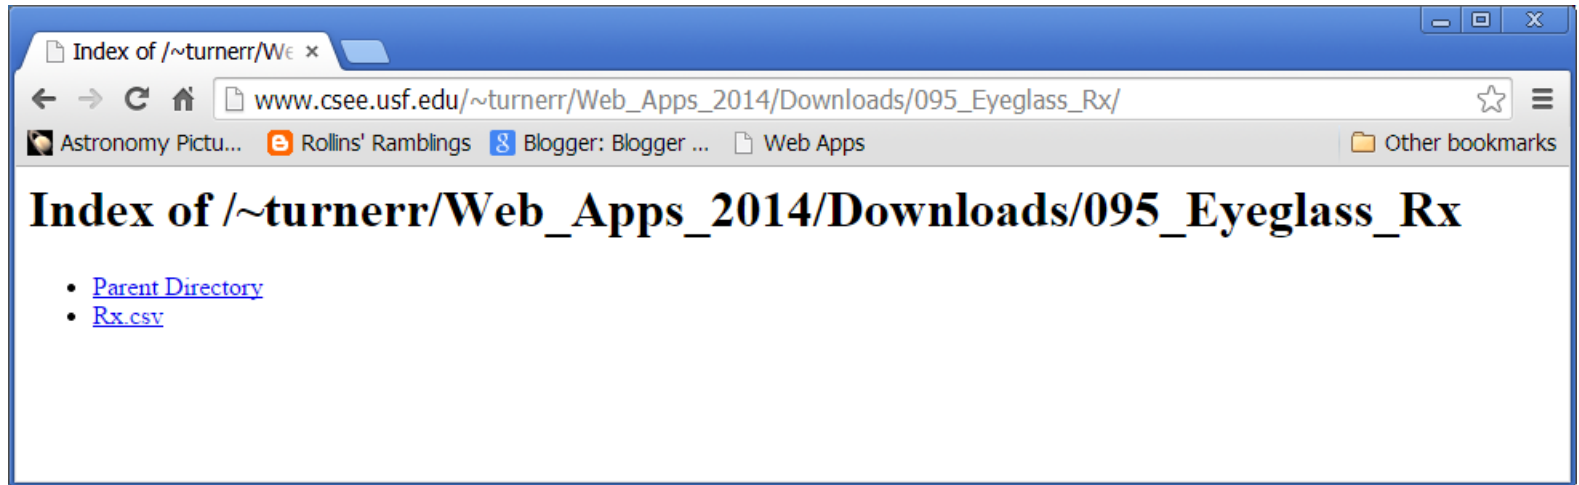 Index of /~turnerr/We
www.csee.usf.edu/~turnerr/Web_Apps_2014/Downloads/095_Eyeglass_Rx/
Astronomy Pictu... Rollins' Ramblings 8 Blogger: Blogger ... Web Apps Other bookmarks
Index of /~turnerr/Web_Apps_2014/Downloads/095_Eyeglass_Rx
Parent Directory
Rx.csv